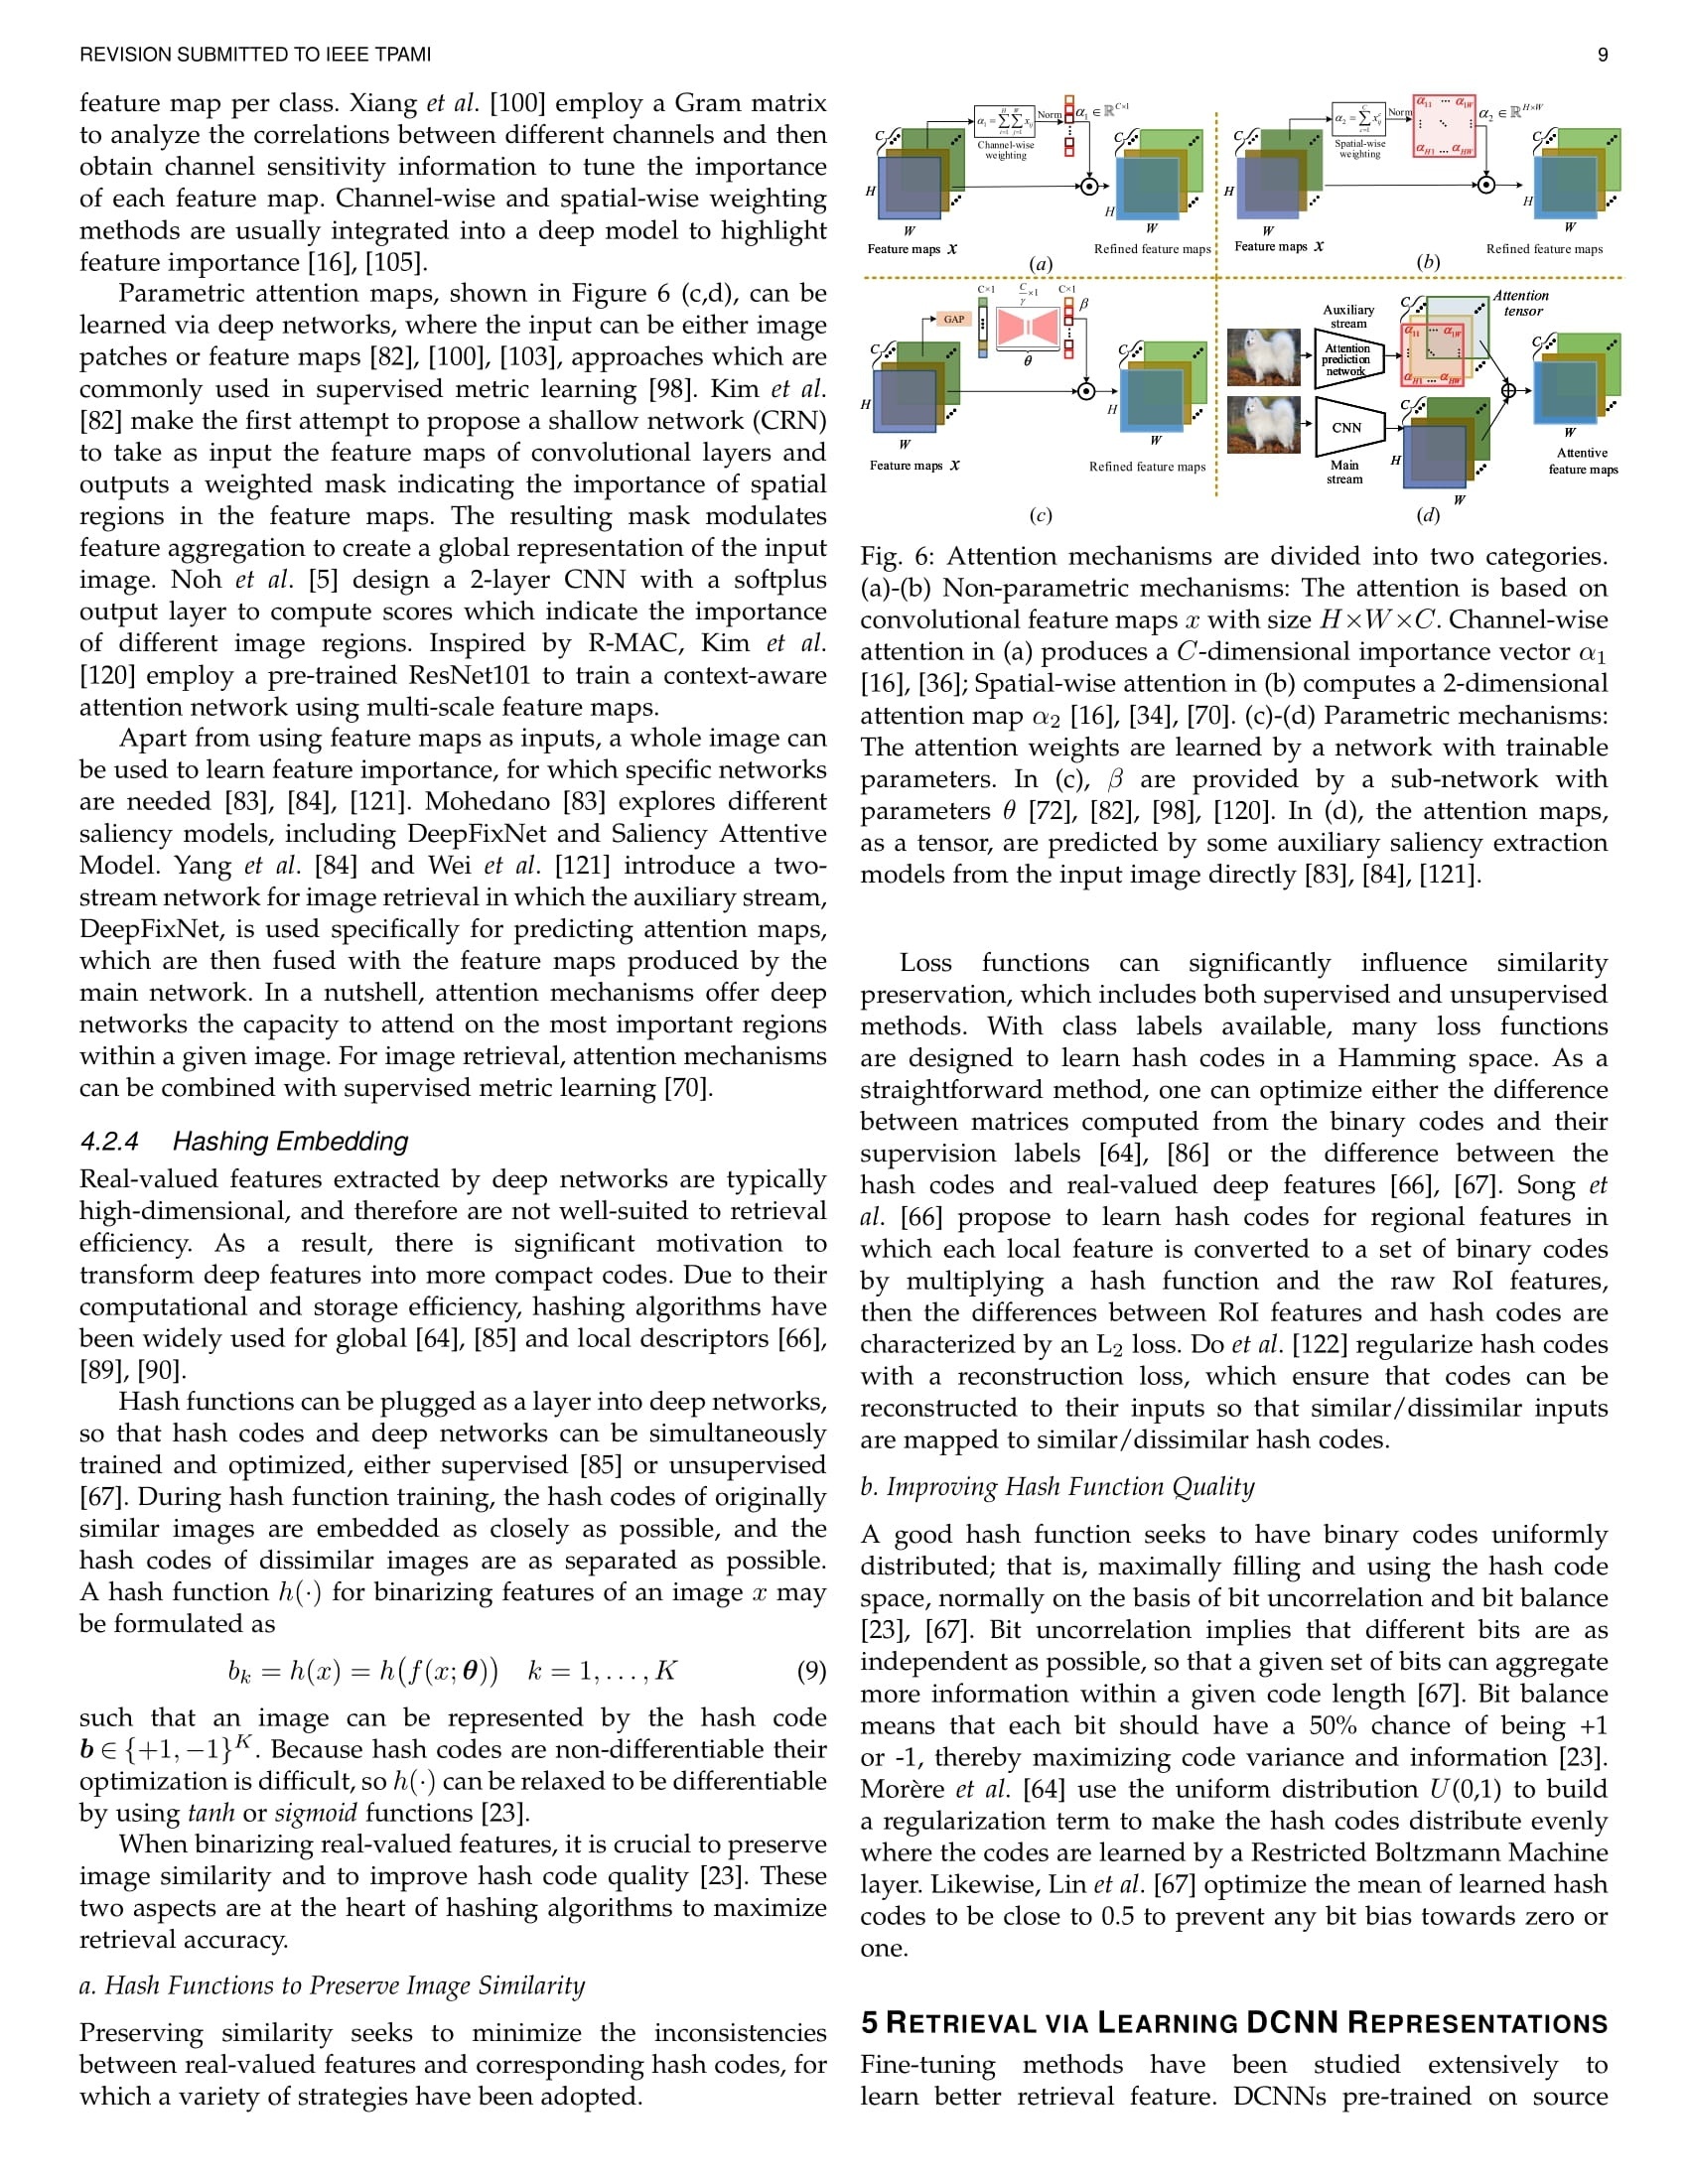 REVISION SUBMITTED TO IEEE TPAMI
9
feature map per class. Xiang et al. [100] employ a Gram matrix
to analyze the correlations between different channels and then
obtain channel sensitivity information to tune the importance
of each feature map. Channel-wise and spatial-wise weighting
methods are usually integrated into a deep model to highlight
feature importance [16], [105].
Parametric attention maps, shown in Figure 6 (c,d), can be
learned via deep networks, where the input can be either image
patches or feature maps [82], [100], [103], approaches which are
commonly used in supervised metric learning [98]. Kim et al.
[82] make the first attempt to propose a shallow network (CRN)
to take as input the feature maps of convolutional layers and
outputs a weighted mask indicating the importance of spatial
regions in the feature maps. The resulting mask modulates
feature aggregation to create a global representation of the input
image. Noh et al. [5] design a 2-layer CNN with a softplus
output layer to compute scores which indicate the importance
of different image regions. Inspired by R-MAC, Kim et al.
[120] employ a pre-trained ResNet101 to train a context-aware
attention network using multi-scale feature maps.
Apart from using feature maps as inputs, a whole image can
be used to learn feature importance, for which specific networks
are needed [83], [84], [121]. Mohedano [83] explores different
saliency models, including DeepFixNet and Saliency Attentive
Model. Yang et al. [84] and Wei et al. [121] introduce a two-
stream network for image retrieval in which the auxiliary stream,
DeepFixNet, is used specifically for predicting attention maps,
which are then fused with the feature maps produced by the
main network. In a nutshell, attention mechanisms offer deep
networks the capacity to attend on the most important regions
within a given image. For image retrieval, attention mechanisms
can be combined with supervised metric learning [70].
4.2.4 Hashing Embedding
Real-valued features extracted by deep networks are typically
high-dimensional, and therefore are not well-suited to retrieval
efficiency. As a result, there is significant motivation to
transform deep features into more compact codes. Due to their
computational and storage efficiency, hashing algorithms have
been widely used for global [64], [85] and local descriptors [66],
[89], [90].
Hash functions can be plugged as a layer into deep networks,
so that hash codes and deep networks can be simultaneously
trained and optimized, either supervised [85] or unsupervised
[67]. During hash function training, the hash codes of originally
similar images are embedded as closely as possible, and the
hash codes of dissimilar images are as separated as possible.
A hash function h(·) for binarizing features of an image x may
be formulated as
b_k = h(x) = h(f(x; θ)) k = 1, . . . , K (9)
such that an image can be represented by the hash code
b ∈ {+1, −1}^K. Because hash codes are non-differentiable their
optimization is difficult, so h(·) can be relaxed to be differentiable
by using tanh or sigmoid functions [23].
When binarizing real-valued features, it is crucial to preserve
image similarity and to improve hash code quality [23]. These
two aspects are at the heart of hashing algorithms to maximize
retrieval accuracy.
a. Hash Functions to Preserve Image Similarity
Preserving similarity seeks to minimize the inconsistencies
between real-valued features and corresponding hash codes, for
which a variety of strategies have been adopted.
C
H
W
Feature maps x
Channel-wise
weighting
Norm
α₁ ∈ ℝ^{C×1}
C
H
W
Refined feature maps
(a)
C
H
W
Feature maps x
Spatial-wise
weighting
Norm
α₁₁ ... α₁W
αH1 ... αHW
α₂ ∈ ℝ^{H×W}
C
H
W
Refined feature maps
(b)
C
H
W
Feature maps x
GAP
C×1
C/γ ×1
C×1
θ
β
C
H
W
Refined feature maps
(c)
Auxiliary
stream
Attention
prediction
network
C
α₁₁ ... α₁W
αH1 ... αHW
Attention
tensor
CNN
Main
stream
C
H
W
C
W
Attentive
feature maps
(d)
Fig. 6: Attention mechanisms are divided into two categories.
(a)-(b) Non-parametric mechanisms: The attention is based on
convolutional feature maps x with size H×W×C. Channel-wise
attention in (a) produces a C-dimensional importance vector α₁
[16], [36]; Spatial-wise attention in (b) computes a 2-dimensional
attention map α₂ [16], [34], [70]. (c)-(d) Parametric mechanisms:
The attention weights are learned by a network with trainable
parameters. In (c), β are provided by a sub-network with
parameters θ [72], [82], [98], [120]. In (d), the attention maps,
as a tensor, are predicted by some auxiliary saliency extraction
models from the input image directly [83], [84], [121].
Loss functions can significantly influence similarity
preservation, which includes both supervised and unsupervised
methods. With class labels available, many loss functions
are designed to learn hash codes in a Hamming space. As a
straightforward method, one can optimize either the difference
between matrices computed from the binary codes and their
supervision labels [64], [86] or the difference between the
hash codes and real-valued deep features [66], [67]. Song et
al. [66] propose to learn hash codes for regional features in
which each local feature is converted to a set of binary codes
by multiplying a hash function and the raw RoI features,
then the differences between RoI features and hash codes are
characterized by an L₂ loss. Do et al. [122] regularize hash codes
with a reconstruction loss, which ensure that codes can be
reconstructed to their inputs so that similar/dissimilar inputs
are mapped to similar/dissimilar hash codes.
b. Improving Hash Function Quality
A good hash function seeks to have binary codes uniformly
distributed; that is, maximally filling and using the hash code
space, normally on the basis of bit uncorrelation and bit balance
[23], [67]. Bit uncorrelation implies that different bits are as
independent as possible, so that a given set of bits can aggregate
more information within a given code length [67]. Bit balance
means that each bit should have a 50% chance of being +1
or -1, thereby maximizing code variance and information [23].
Morère et al. [64] use the uniform distribution U(0,1) to build
a regularization term to make the hash codes distribute evenly
where the codes are learned by a Restricted Boltzmann Machine
layer. Likewise, Lin et al. [67] optimize the mean of learned hash
codes to be close to 0.5 to prevent any bit bias towards zero or
one.
5 RETRIEVAL VIA LEARNING DCNN REPRESENTATIONS
Fine-tuning methods have been studied extensively to
learn better retrieval feature. DCNNs pre-trained on source